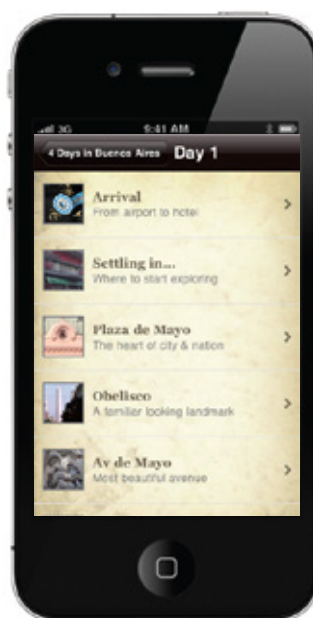 3G 9:41 AM
4 Days in Buenos Aires Day 1
Arrival
From airport to hotel
Settling in...
Where to start exploring
Plaza de Mayo
The heart of city & nation
Obelisco
A familiar looking landmark
Av de Mayo
Most beautiful avenue